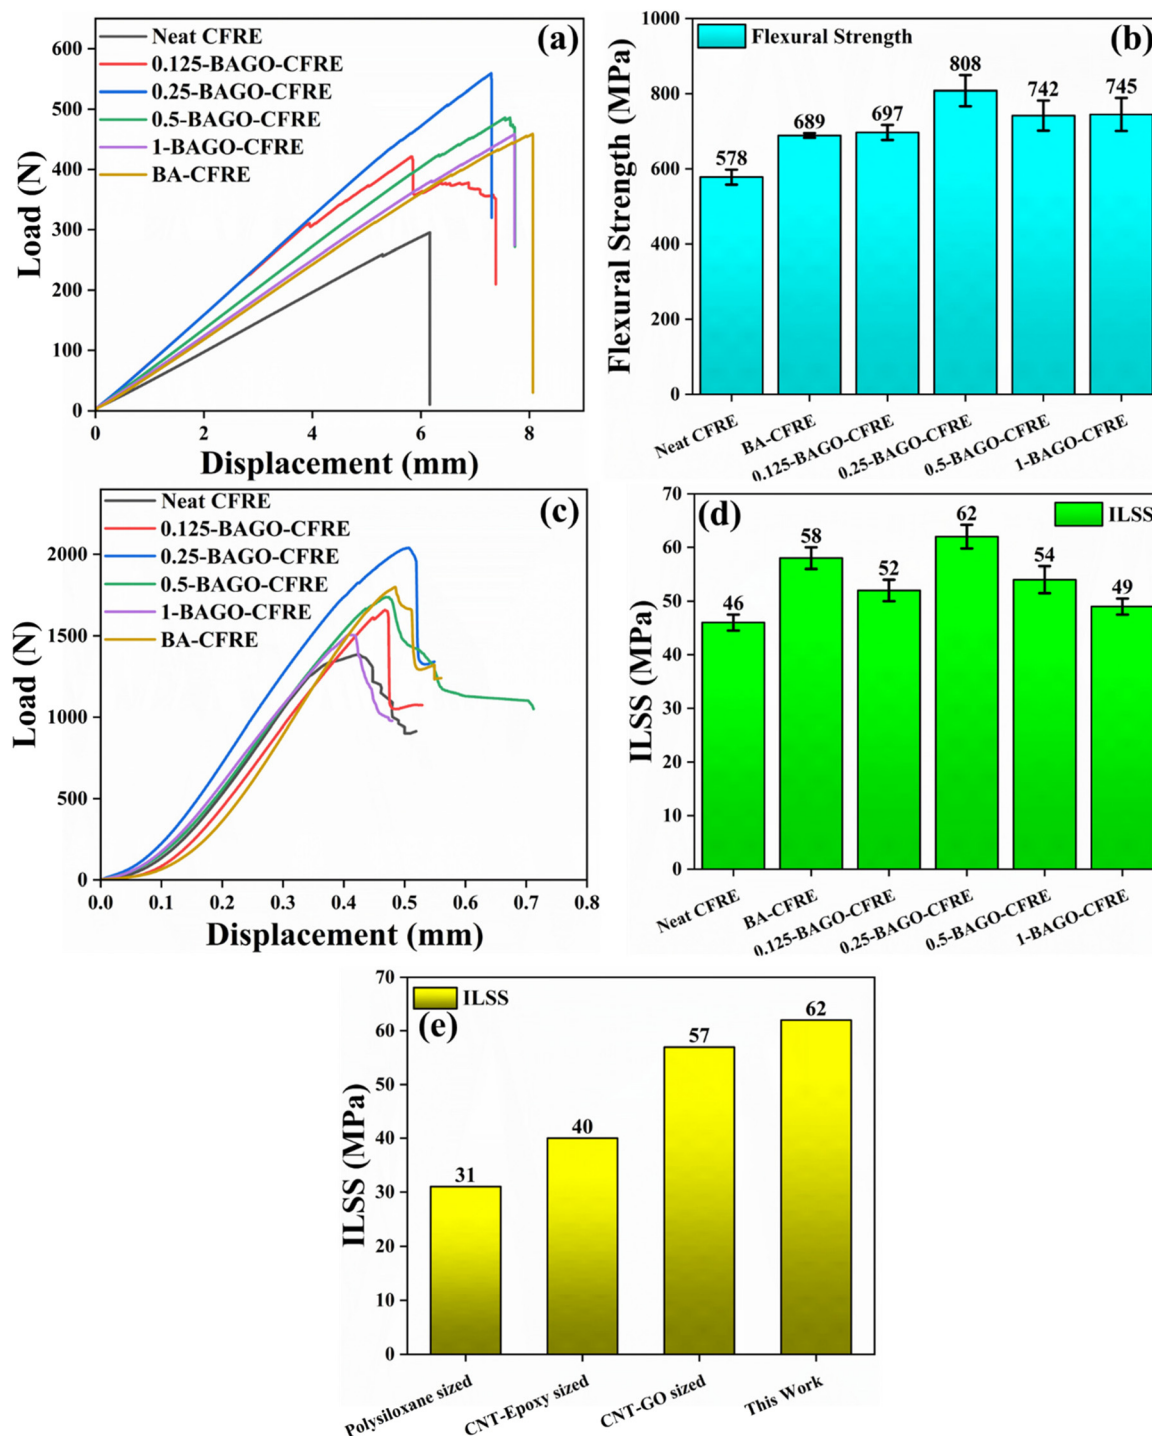 (a)
Neat CFRE
0.125-BAGO-CFRE
0.25-BAGO-CFRE
0.5-BAGO-CFRE
1-BAGO-CFRE
BA-CFRE
600
500
400
300
200
100
0
Load (N)
0 2 4 6 8
Displacement (mm)
(b)
Flexural Strength
1000
800
600
400
200
0
Flexural Strength (MPa)
578 689 697 808 742 745
Neat CFRE
BA-CFRE
0.125-BAGO-CFRE
0.25-BAGO-CFRE
0.5-BAGO-CFRE
1-BAGO-CFRE
(c)
Neat CFRE
0.125-BAGO-CFRE
0.25-BAGO-CFRE
0.5-BAGO-CFRE
1-BAGO-CFRE
BA-CFRE
2000
1500
1000
500
0
Load (N)
0.0 0.1 0.2 0.3 0.4 0.5 0.6 0.7 0.8
Displacement (mm)
(d)
ILSS
70
60
50
40
30
20
10
0
ILSS (MPa)
46 58 52 62 54 49
Neat CFRE
BA-CFRE
0.125-BAGO-CFRE
0.25-BAGO-CFRE
0.5-BAGO-CFRE
1-BAGO-CFRE
ILSS
(e)
70
60
50
40
30
20
10
0
ILSS (MPa)
31 40 57 62
Polysiloxane sized
CNT-Epoxy sized
CNT-GO sized
This Work